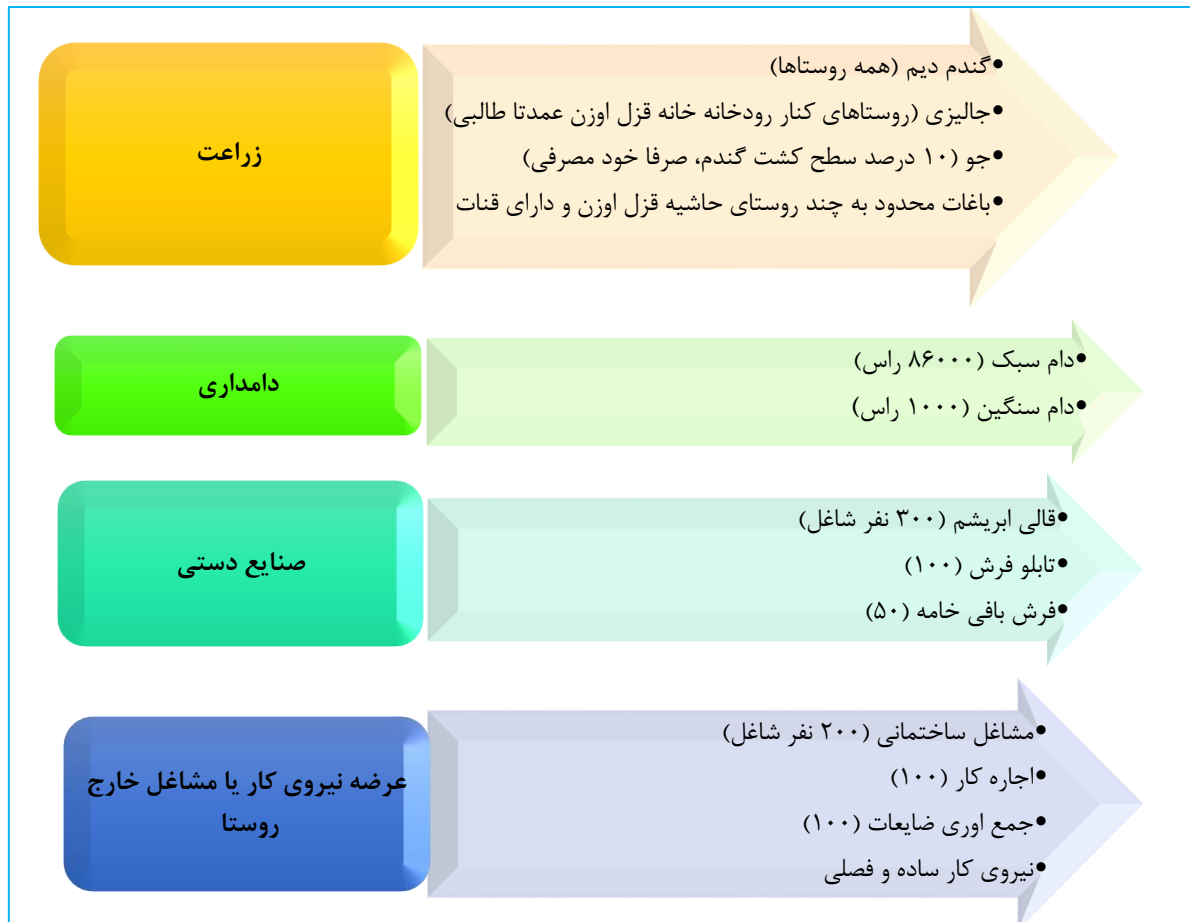 زراعت
•گندم دیم (همه روستاها)
•جالیزی (روستاهای کنار رودخانه خانه قزل اوزن عمدتا طالبی)
•جو (۱۰ درصد سطح کشت گندم، صرفا خود مصرفی)
•باغات محدود به چند روستای حاشیه قزل اوزن و دارای قنات
دامداری
•دام سبک (۸۶۰۰۰ راس)
•دام سنگین (۱۰۰۰ راس)
صنایع دستی
•قالی ابریشم (۳۰۰ نفر شاغل)
•تابلو فرش (۱۰۰)
•فرش بافی خامه (۵۰)
عرضه نیروی کار یا مشاغل خارج
روستا
•مشاغل ساختمانی (۲۰۰ نفر شاغل)
•اجاره کار (۱۰۰)
•جمع اوری ضایعات (۱۰۰)
•نیروی کار ساده و فصلی